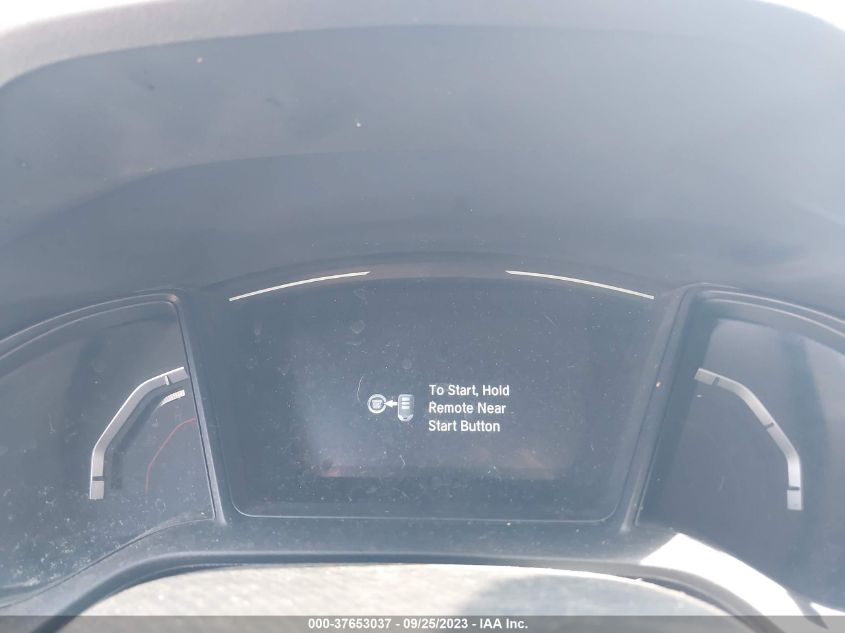 To Start, Hold
Remote Near
Start Button
000-37653037 - 09/25/2023 - IAA Inc.